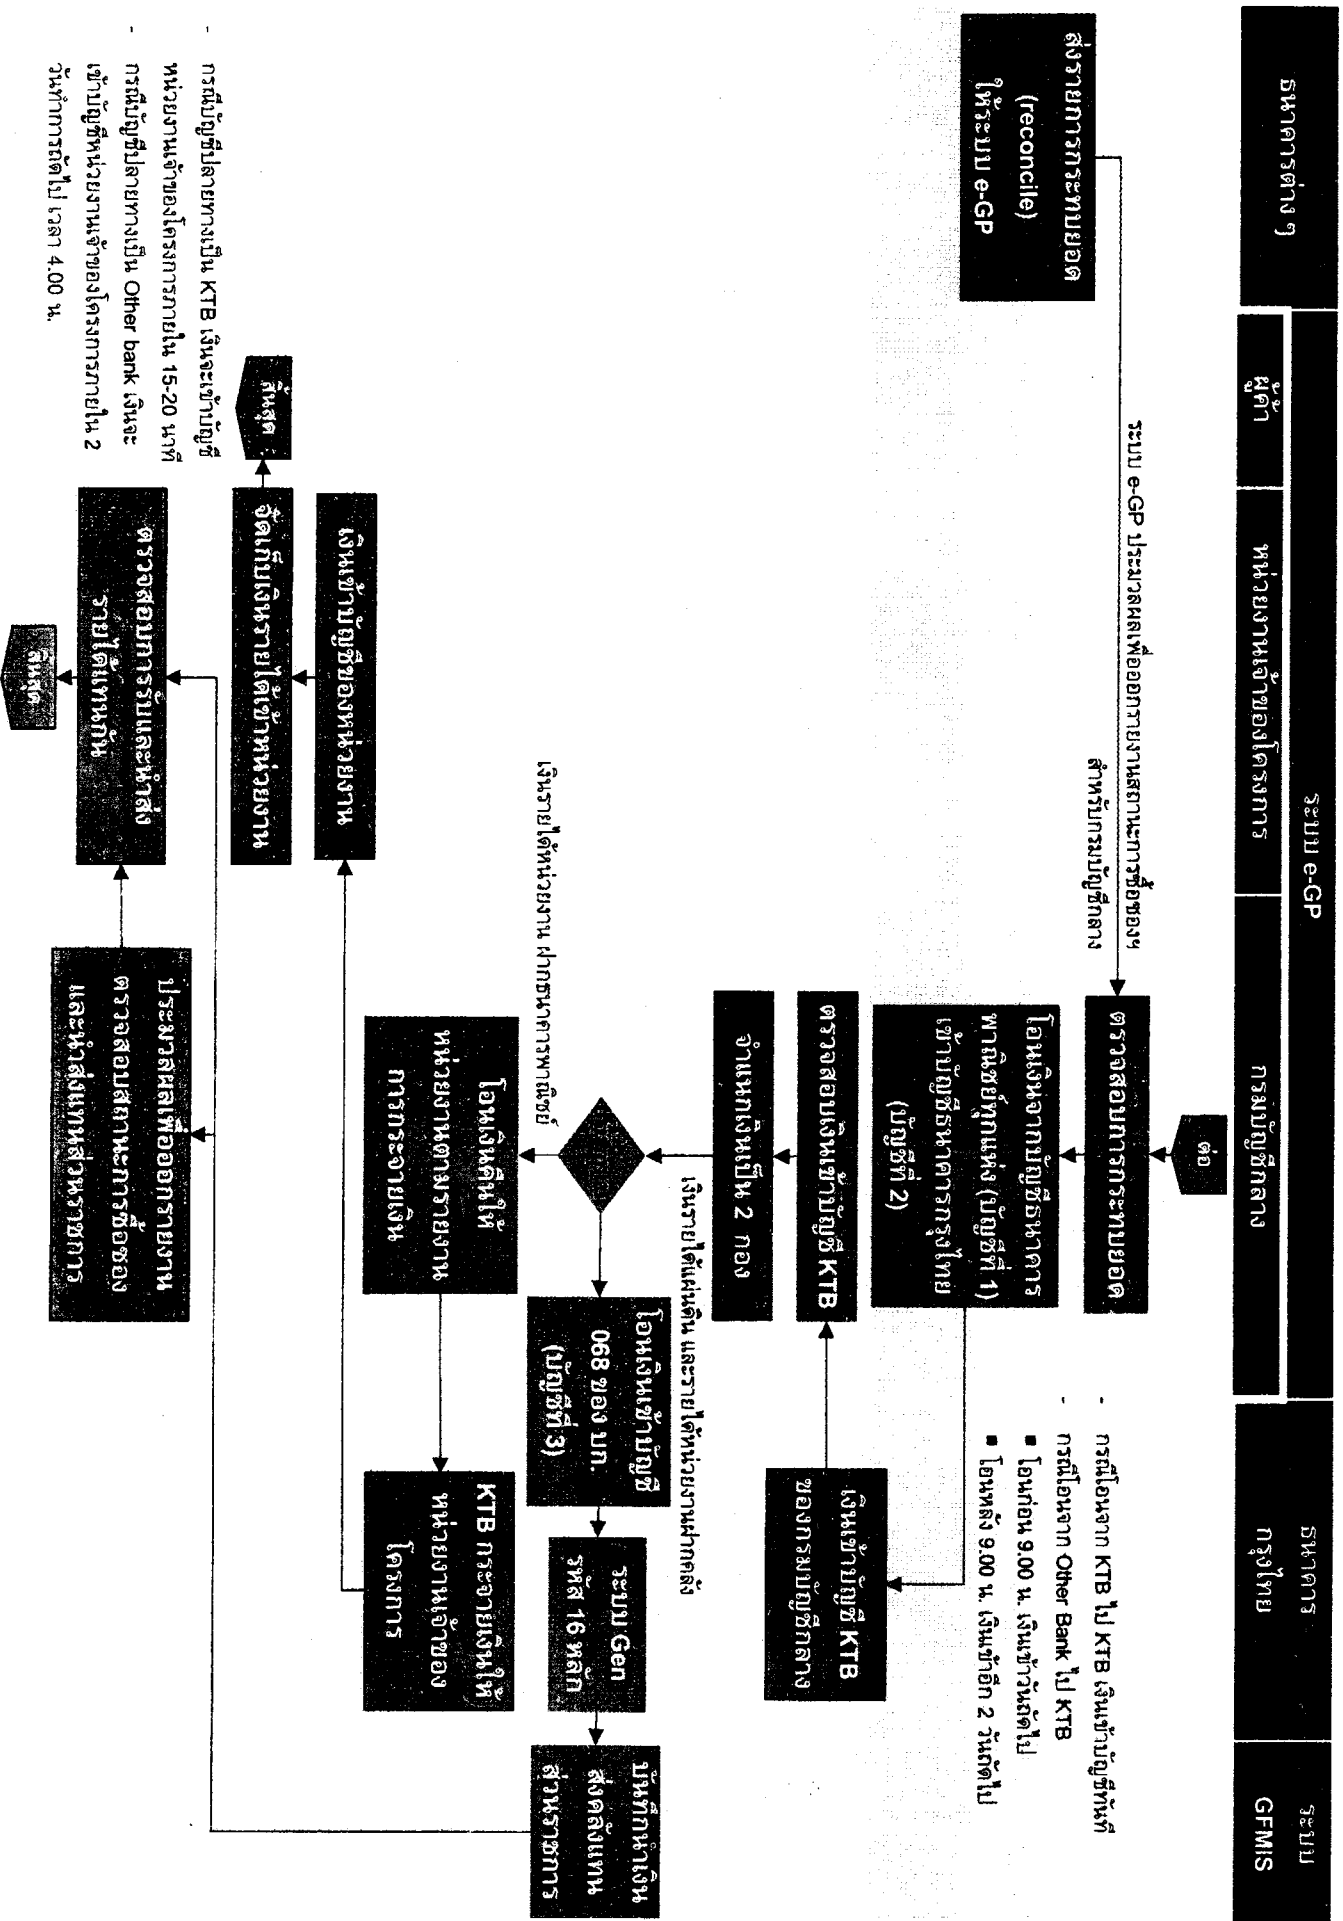 ธนาคารต่าง ๆ
ระบบ e-GP
ผู้ค้า
หน่วยงานเจ้าของโครงการ
กรมบัญชีกลาง
ธนาคาร
กรุงไทย
ระบบ
GFMIS
ต่อ
ส่งรายการกระทบยอด
(reconcile)
ให้ระบบ e-GP
ระบบ e-GP ประมวลผลเพื่อออกรายงานสถานะการซื้อซองฯ
สำหรับกรมบัญชีกลาง
ตรวจสอบการกระทบยอด
- กรณีโอนจาก KTB ไป KTB เงินเข้าบัญชีทันที
- กรณีโอนจาก Other Bank ไป KTB
▪ โอนก่อน 9.00 น. เงินเข้าวันถัดไป
▪ โอนหลัง 9.00 น. เงินเข้าอีก 2 วันถัดไป
โอนเงินจากบัญชีธนาคาร
พาณิชย์ทุกแห่ง (บัญชีที่ 1)
เข้าบัญชีธนาคารกรุงไทย
(บัญชีที่ 2)
เงินเข้าบัญชี KTB
ของกรมบัญชีกลาง
ตรวจสอบเงินเข้าบัญชี KTB
จำแนกเงินเป็น 2 กอง
เงินรายได้แผ่นดิน และรายได้หน่วยงานฝากคลัง
เงินรายได้หน่วยงาน ฝากธนาคารพาณิชย์
โอนเงินเข้าบัญชี
068 ของ บก.
(บัญชีที่ 3)
ระบบ Gen
รหัส 16 หลัก
บันทึกนำเงิน
ส่งคลังแทน
ส่วนราชการ
โอนเงินคืนให้
หน่วยงานตามรายงาน
การกระจายเงิน
KTB กระจายเงินให้
หน่วยงานเจ้าของ
โครงการ
เงินเข้าบัญชีของหน่วยงาน
จัดเก็บเงินรายได้เข้าหน่วยงาน
สิ้นสุด
ประมวลผลเพื่อออกรายงาน
ตรวจสอบสถานะการซื้อซอง
และนำส่งแทนส่วนราชการ
ตรวจสอบการรับและนำส่ง
รายได้แทนกัน
สิ้นสุด
- กรณีบัญชีปลายทางเป็น KTB เงินจะเข้าบัญชี
หน่วยงานเจ้าของโครงการภายใน 15-20 นาที
- กรณีบัญชีปลายทางเป็น Other bank เงินจะ
เข้าบัญชีหน่วยงานเจ้าของโครงการภายใน 2
วันทำการถัดไป เวลา 4.00 น.